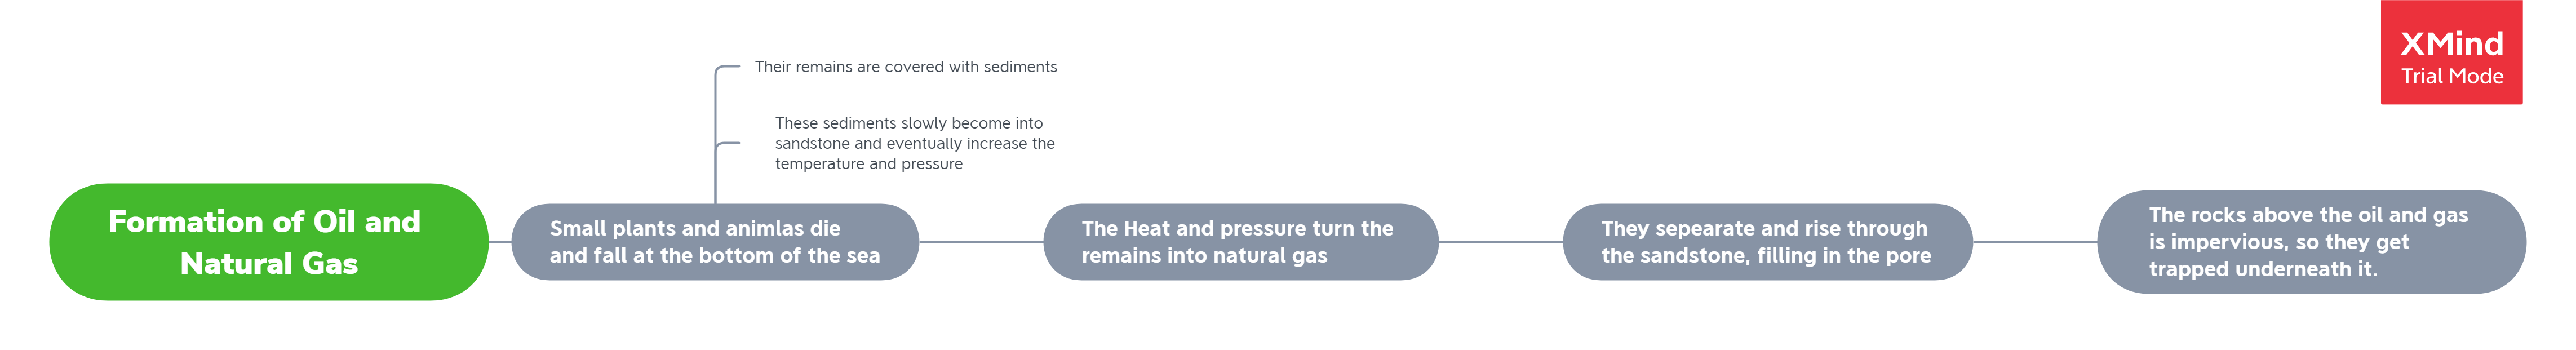 XMind
Trial Mode
Their remains are covered with sediments
These sediments slowly become into
sandstone and eventually increase the
temperature and pressure
Formation of Oil and
Natural Gas
Small plants and animlas die
and fall at the bottom of the sea
The Heat and pressure turn the
remains into natural gas
They sepearate and rise through
the sandstone, filling in the pore
The rocks above the oil and gas
is impervious, so they get
trapped underneath it.